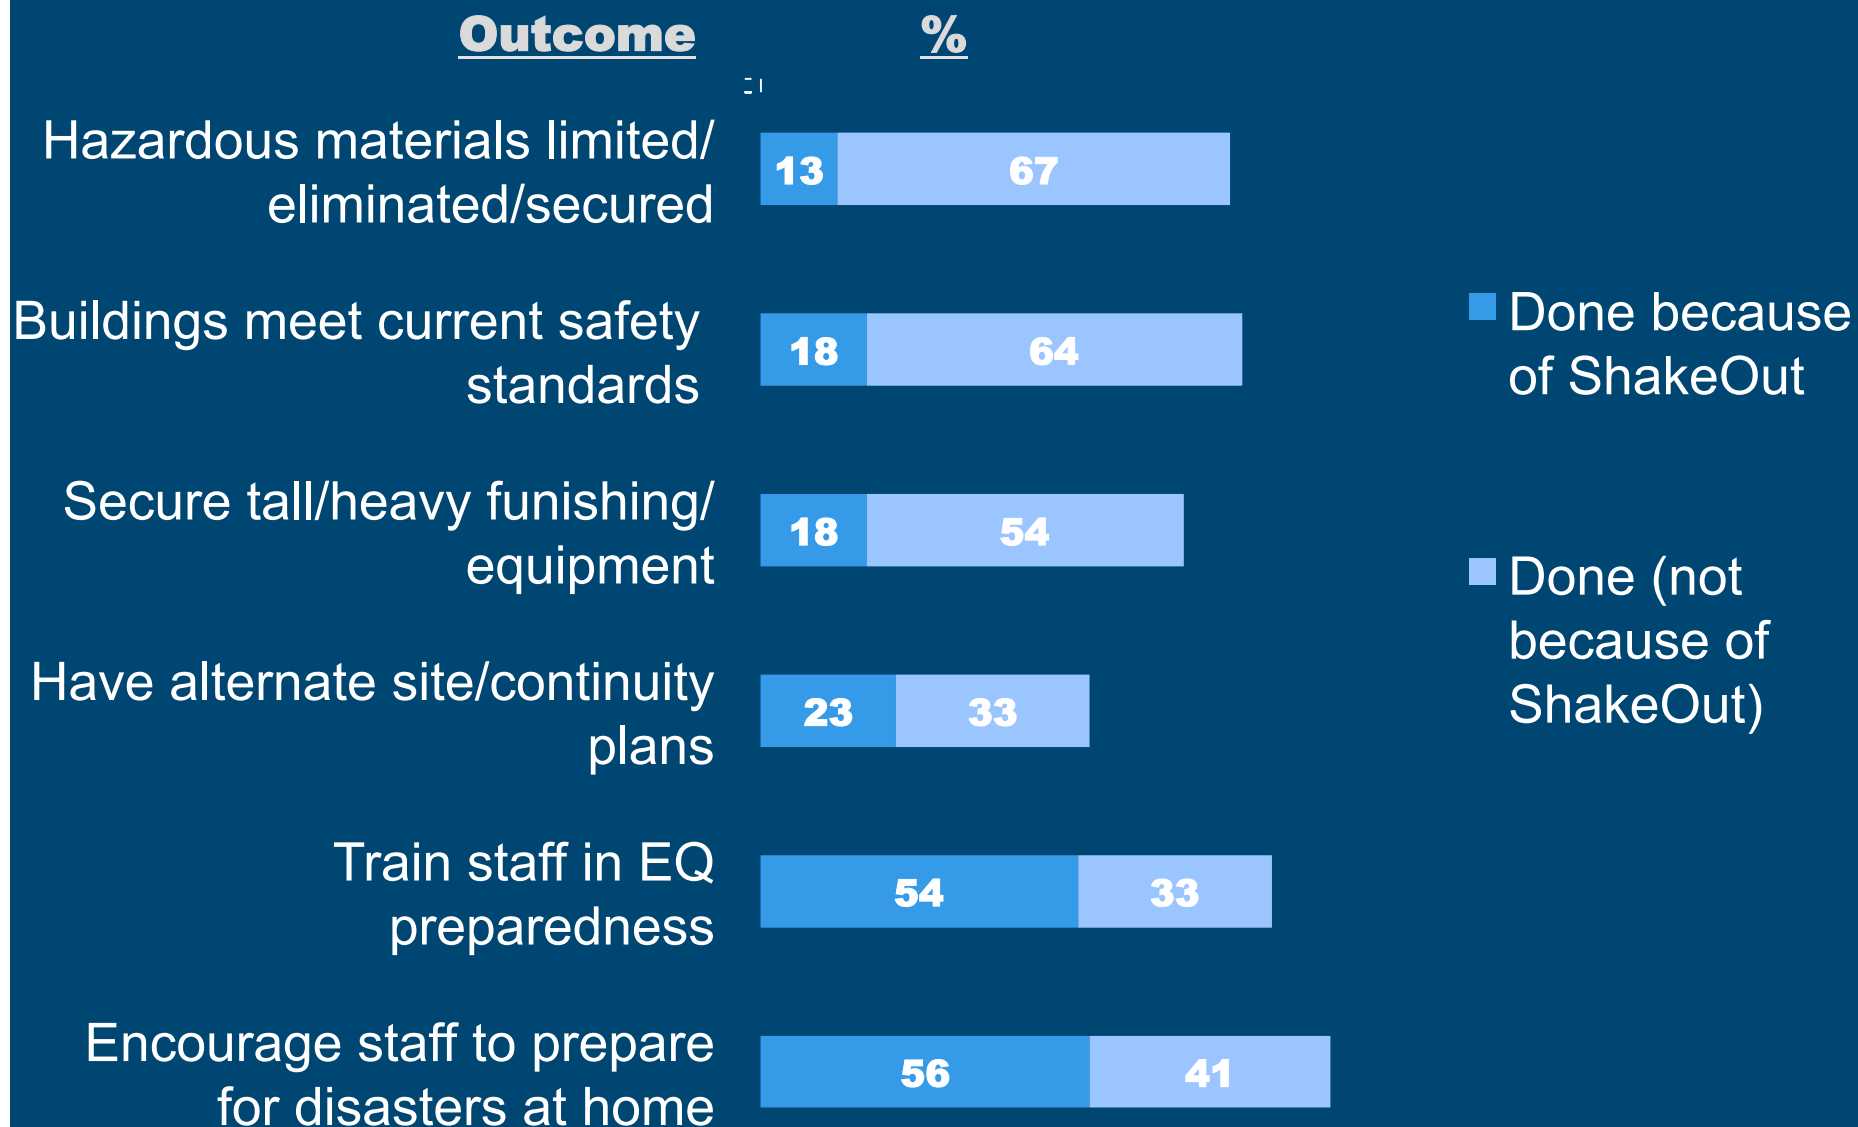 Outcome %
Hazardous materials limited/
eliminated/secured
13 67
Buildings meet current safety
standards
18 64
Secure tall/heavy funishing/
equipment
18 54
Have alternate site/continuity
plans
23 33
Train staff in EQ
preparedness
54 33
Encourage staff to prepare
for disasters at home
56 41
Done because
of ShakeOut
Done (not
because of
ShakeOut)